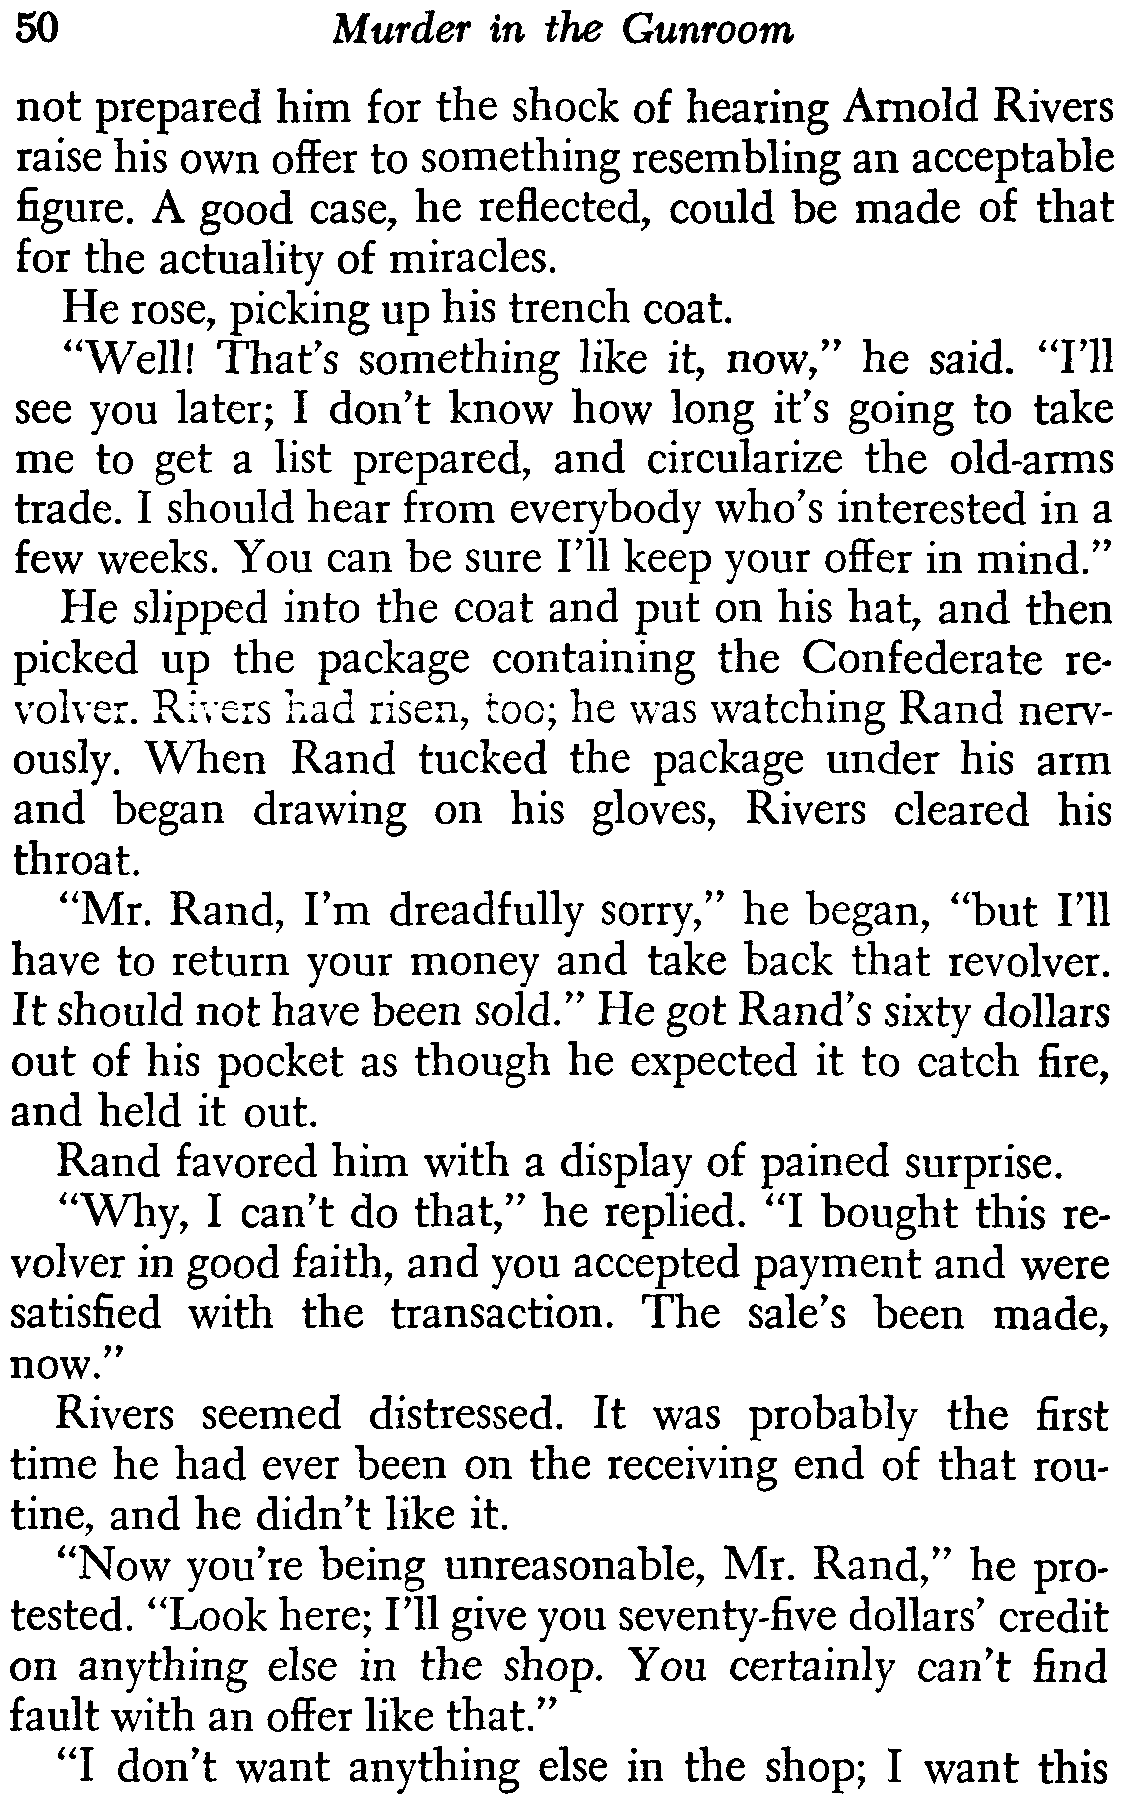 50 Murder in the Gunroom
not prepared him for the shock of hearing Arnold Rivers
raise his own offer to something resembling an acceptable
figure. A good case, he reflected, could be made of that
for the actuality of miracles.
He rose, picking up his trench coat.
“Well! That’s something like it, now,” he said. “I’ll
see you later; I don’t know how long it’s going to take
me to get a list prepared, and circularize the old-arms
trade. I should hear from everybody who’s interested in a
few weeks. You can be sure I’ll keep your offer in mind.”
He slipped into the coat and put on his hat, and then
picked up the package containing the Confederate re-
volver. Rivers had risen, too; he was watching Rand nerv-
ously. When Rand tucked the package under his arm
and began drawing on his gloves, Rivers cleared his
throat.
“Mr. Rand, I’m dreadfully sorry,” he began, “but I’ll
have to return your money and take back that revolver.
It should not have been sold.” He got Rand’s sixty dollars
out of his pocket as though he expected it to catch fire,
and held it out.
Rand favored him with a display of pained surprise.
“Why, I can’t do that,” he replied. “I bought this re-
volver in good faith, and you accepted payment and were
satisfied with the transaction. The sale’s been made,
now.”
Rivers seemed distressed. It was probably the first
time he had ever been on the receiving end of that rou-
tine, and he didn’t like it.
“Now you’re being unreasonable, Mr. Rand,” he pro-
tested. “Look here; I’ll give you seventy-five dollars’ credit
on anything else in the shop. You certainly can’t find
fault with an offer like that.”
“I don’t want anything else in the shop; I want this